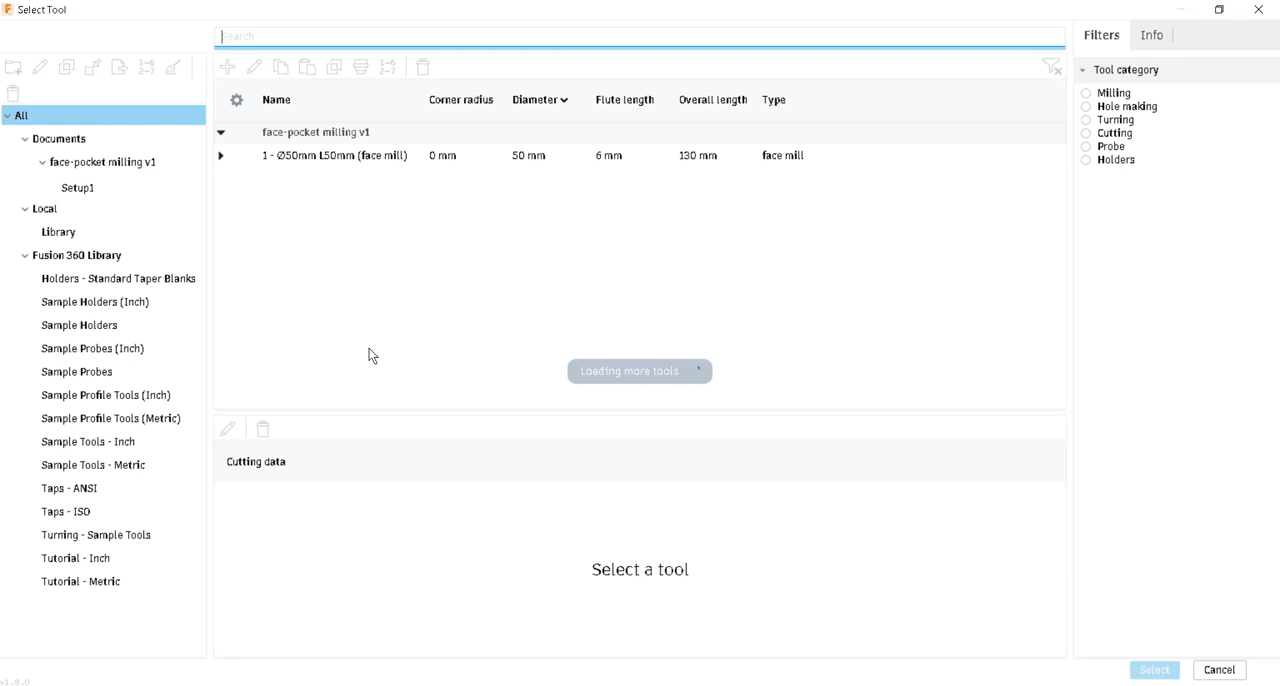 Select Tool
Search
Filters
Info
Tool category
Milling
Hole making
Turning
Cutting
Probe
Holders
All
Documents
face-pocket milling v1
Setup1
Local
Library
Fusion 360 Library
Holders - Standard Taper Blanks
Sample Holders (Inch)
Sample Holders
Sample Probes (Inch)
Sample Probes
Sample Profile Tools (Inch)
Sample Profile Tools (Metric)
Sample Tools - Inch
Sample Tools - Metric
Taps - ANSI
Taps - ISO
Turning - Sample Tools
Tutorial - Inch
Tutorial - Metric
Name Corner radius Diameter Flute length Overall length Type
face-pocket milling v1
1 - Ø50mm L50mm (face mill) 0 mm 50 mm 6 mm 130 mm face mill
Loading more tools
Cutting data
Select a tool
Select Cancel
v1.8.0